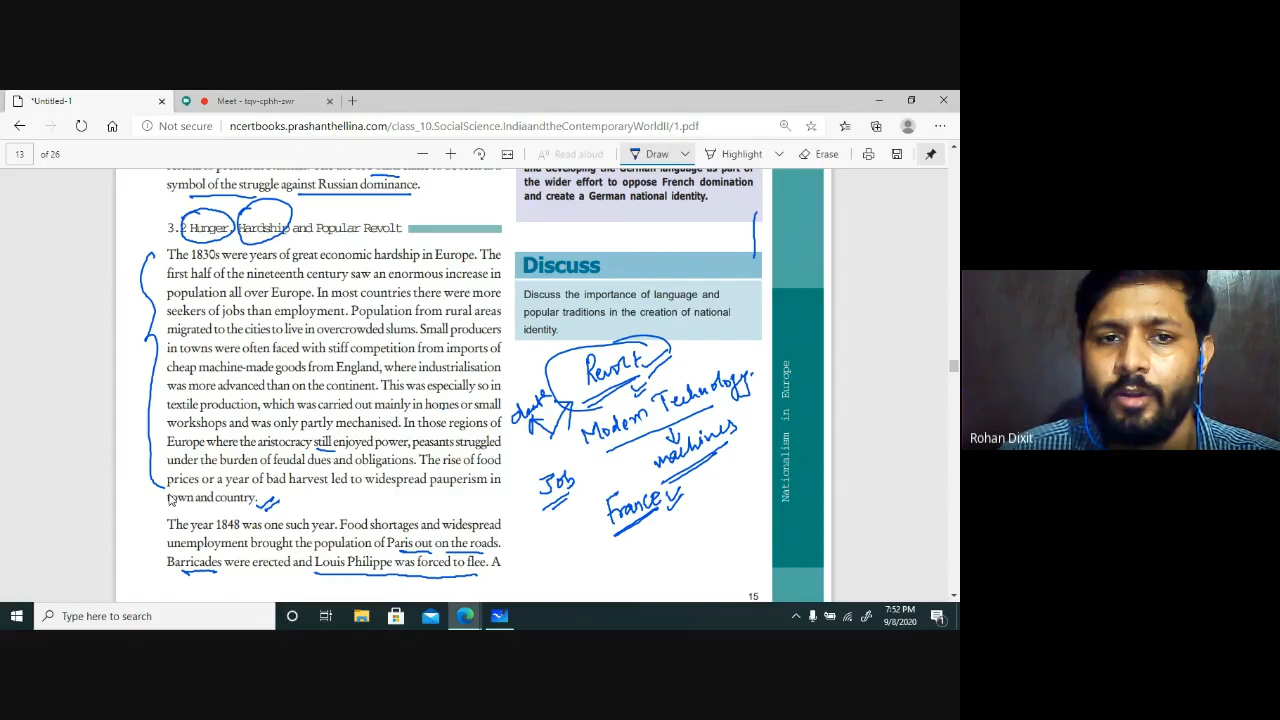 *Untitled-1
Meet - tqv-cphh-zwr
Not secure
ncertbooks.prashanthellina.com/class_10.SocialScience.IndiaandtheContemporaryWorldII/1.pdf
13 of 26
Read aloud
Draw
Highlight
Erase
symbol of the struggle against Russian dominance.
3.2 Hunger, Hardship and Popular Revolt
The 1830s were years of great economic hardship in Europe. The
first half of the nineteenth century saw an enormous increase in
population all over Europe. In most countries there were more
seekers of jobs than employment. Population from rural areas
migrated to the cities to live in overcrowded slums. Small producers
in towns were often faced with stiff competition from imports of
cheap machine-made goods from England, where industrialisation
was more advanced than on the continent. This was especially so in
textile production, which was carried out mainly in homes or small
workshops and was only partly mechanised. In those regions of
Europe where the aristocracy still enjoyed power, peasants struggled
under the burden of feudal dues and obligations. The rise of food
prices or a year of bad harvest led to widespread pauperism in
town and country.
The year 1848 was one such year. Food shortages and widespread
unemployment brought the population of Paris out on the roads.
Barricades were erected and Louis Philippe was forced to flee. A
and developing the German language as part of
the wider effort to oppose French domination
and create a German national identity.
Discuss
Discuss the importance of language and
popular traditions in the creation of national
identity.
Revolt
Modern Technology.
machines
Job
France
15
Nationalism in Europe
Rohan Dixit
Type here to search
7:52 PM
9/8/2020
1